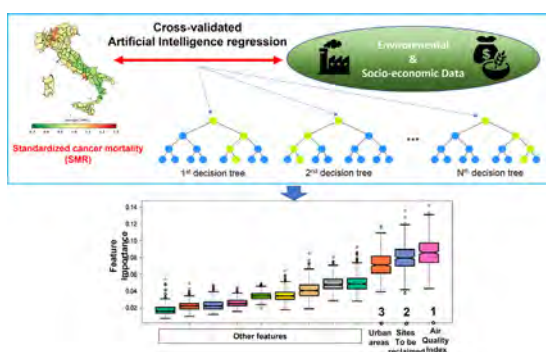 Cross-validated
Artificial Intelligence regression
Environmental
&
Socio-economic Data
Standardized cancer mortality
(SMR)
1st decision tree
2nd decision tree
...
Nth decision tree
Feature
Importance
0.14
0.12
0.10
0.08
0.06
0.04
0.02
3 2 1
Other features
Urban areas
Sites To be reclaimed
Air Quality Index